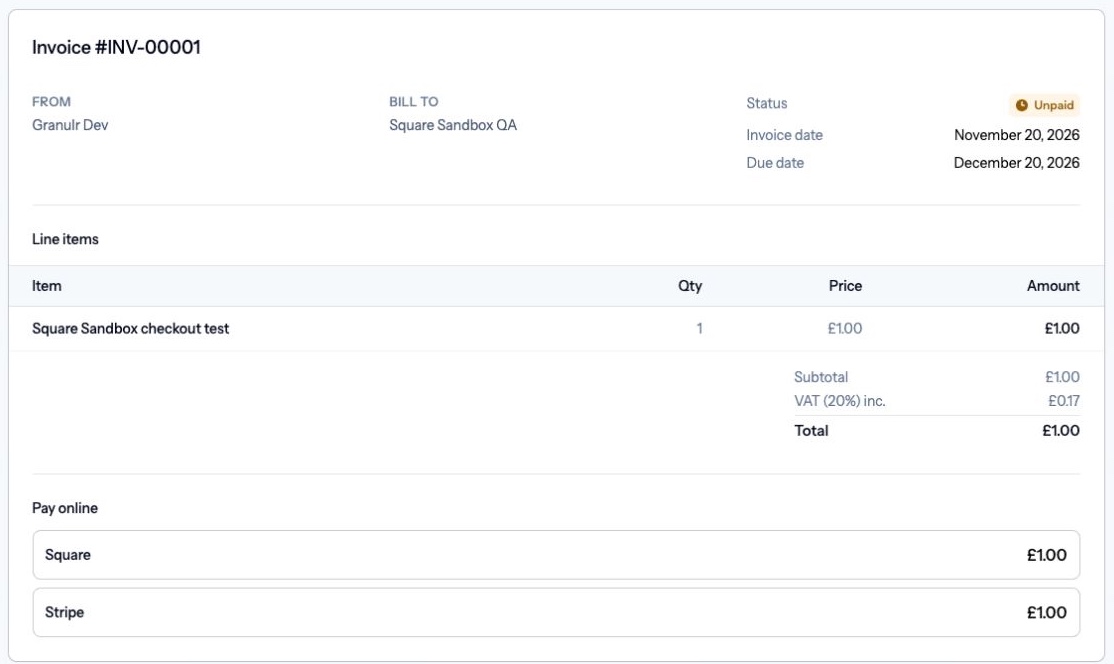 Invoice #INV-00001
FROM
Granulr Dev
BILL TO
Square Sandbox QA
Status Unpaid
Invoice date November 20, 2026
Due date December 20, 2026
Line items
Item Qty Price Amount
Square Sandbox checkout test 1 £1.00 £1.00
Subtotal £1.00
VAT (20%) inc. £0.17
Total £1.00
Pay online
Square £1.00
Stripe £1.00